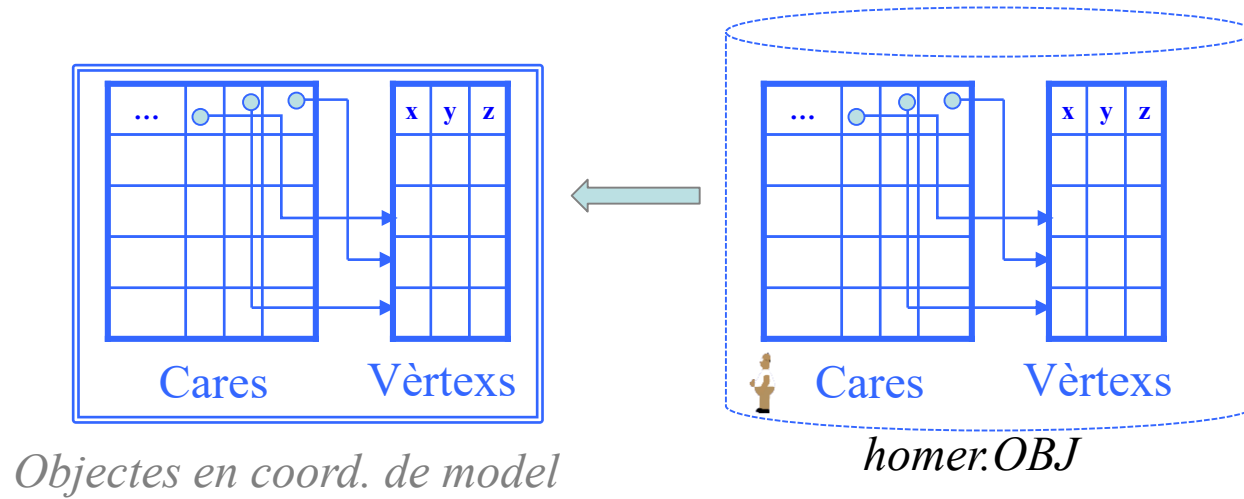 ... x y z
Cares Vèrtexs
Objectes en coord. de model
... x y z
Cares Vèrtexs
homer.OBJ